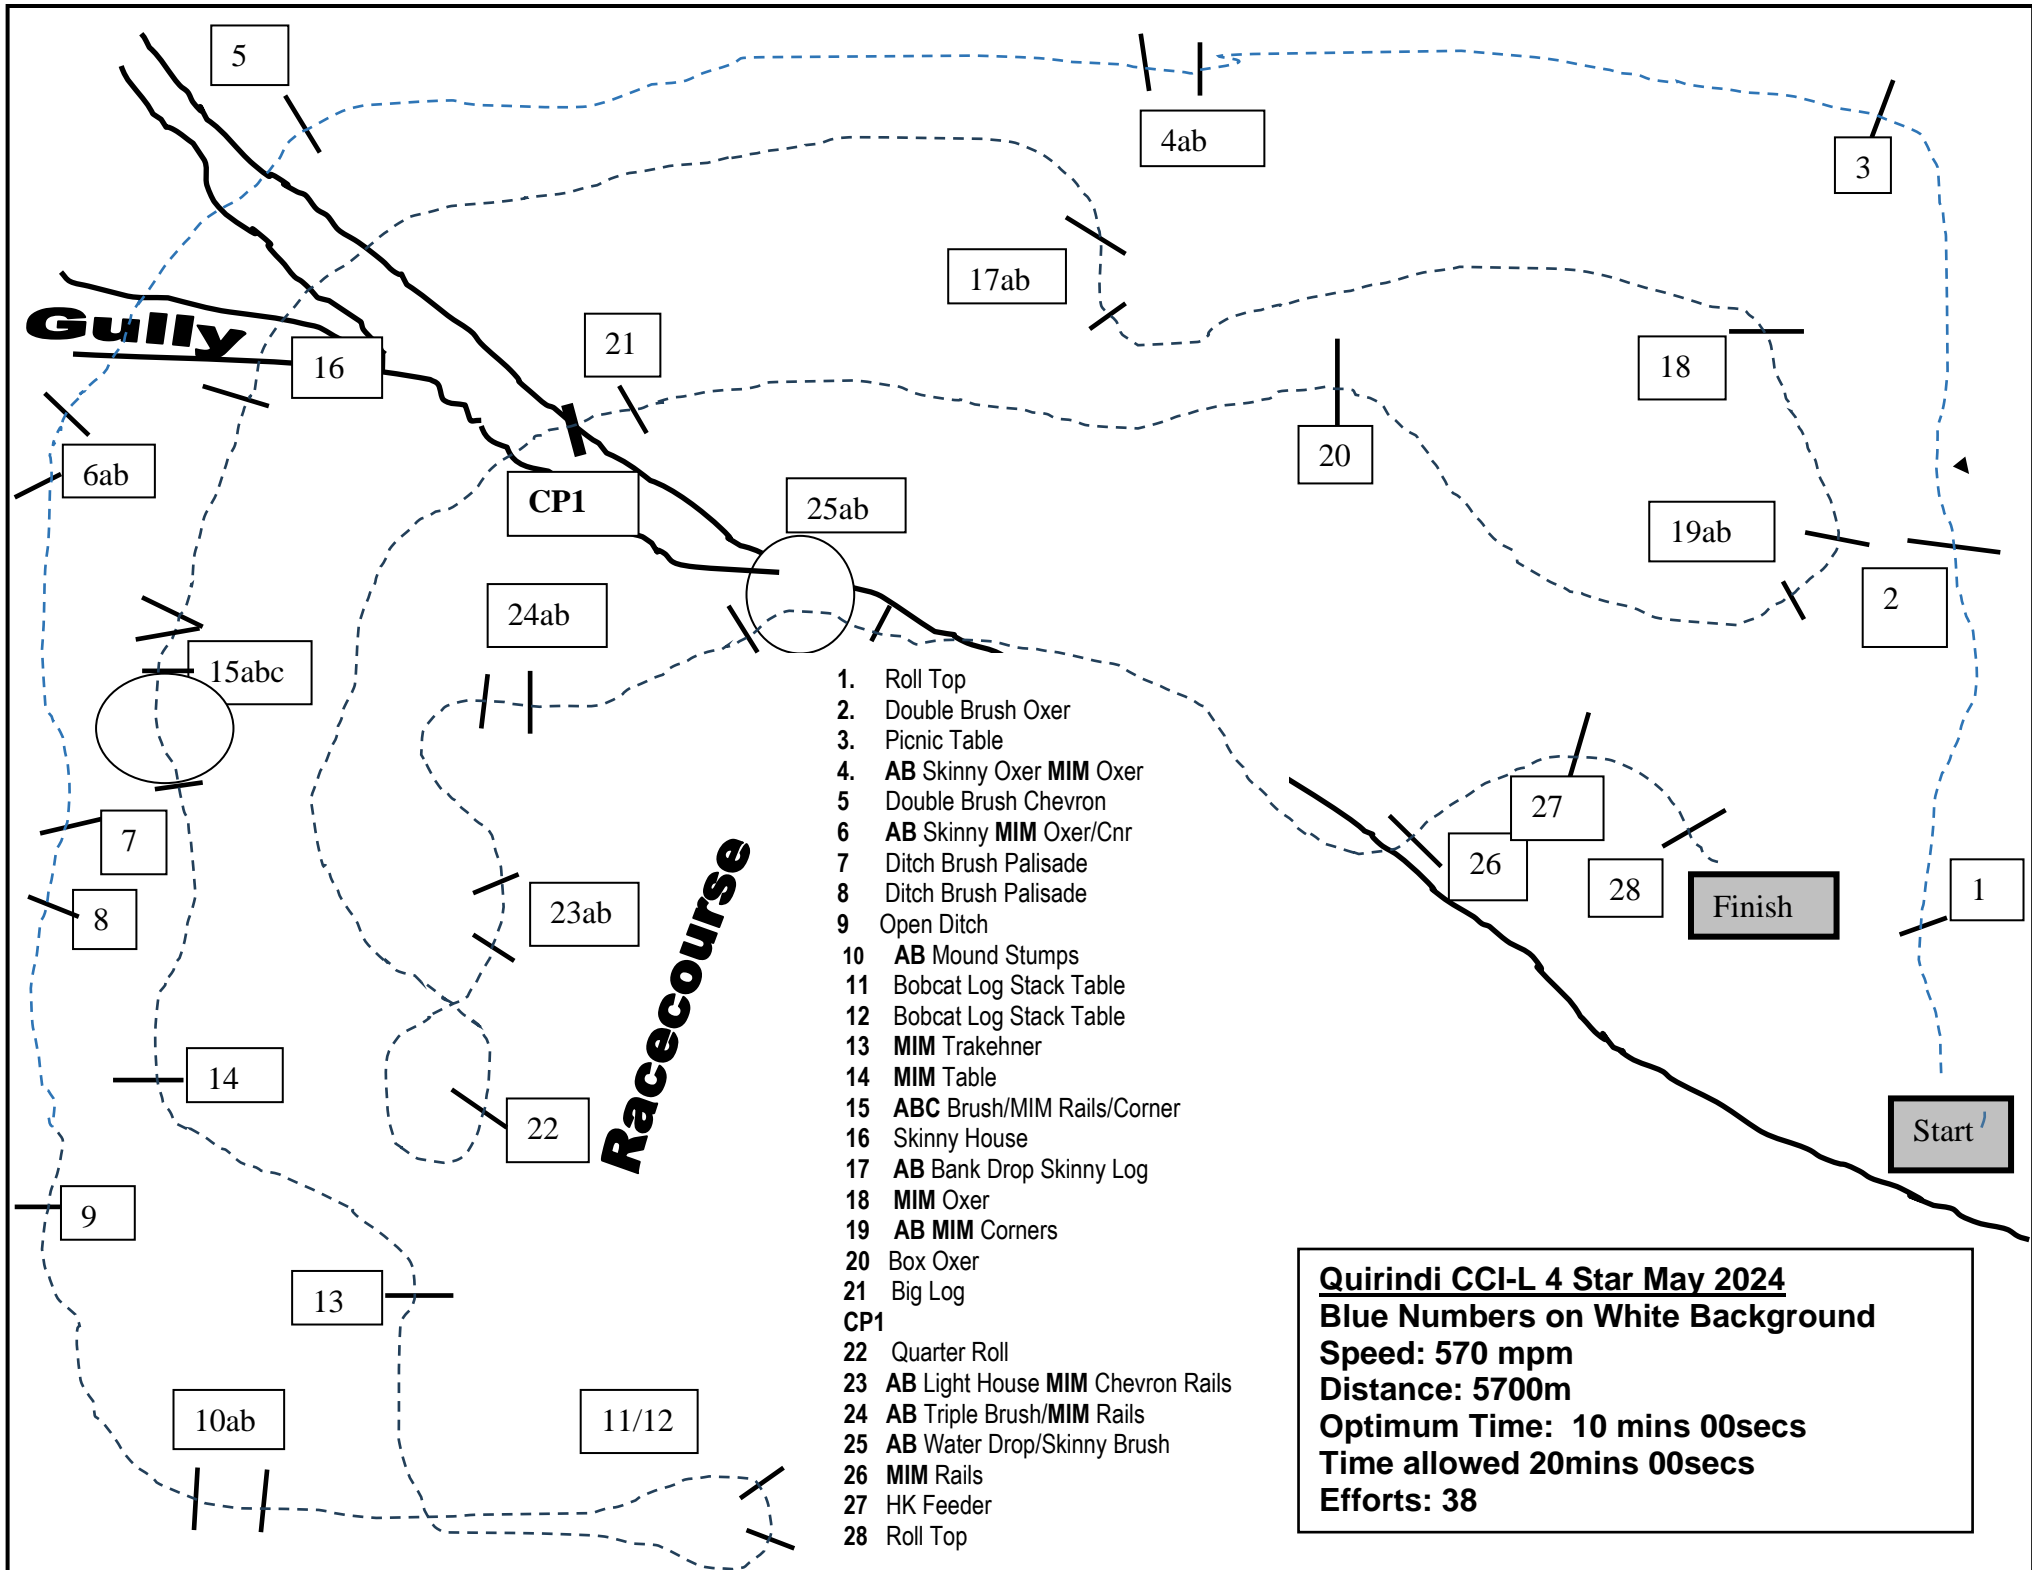 5
4ab
3
17ab
Gully
21
16
18
20
6ab
CP1
25ab
19ab
2
24ab
15abc
1. Roll Top
2. Double Brush Oxer
3. Picnic Table
4. AB Skinny Oxer MIM Oxer
5 Double Brush Chevron
6 AB Skinny MIM Oxer/Cnr
7 Ditch Brush Palisade
8 Ditch Brush Palisade
9 Open Ditch
10 AB Mound Stumps
11 Bobcat Log Stack Table
12 Bobcat Log Stack Table
13 MIM Trakehner
14 MIM Table
15 ABC Brush/MIM Rails/Corner
16 Skinny House
17 AB Bank Drop Skinny Log
18 MIM Oxer
19 AB MIM Corners
20 Box Oxer
21 Big Log
CP1
22 Quarter Roll
23 AB Light House MIM Chevron Rails
24 AB Triple Brush/MIM Rails
25 AB Water Drop/Skinny Brush
26 MIM Rails
27 HK Feeder
28 Roll Top
7
8
23ab
Racecourse
27
26
28
Finish
1
14
22
Start
9
13
10ab
11/12
Quirindi CCI-L 4 Star May 2024
Blue Numbers on White Background
Speed: 570 mpm
Distance: 5700m
Optimum Time: 10 mins 00secs
Time allowed 20mins 00secs
Efforts: 38